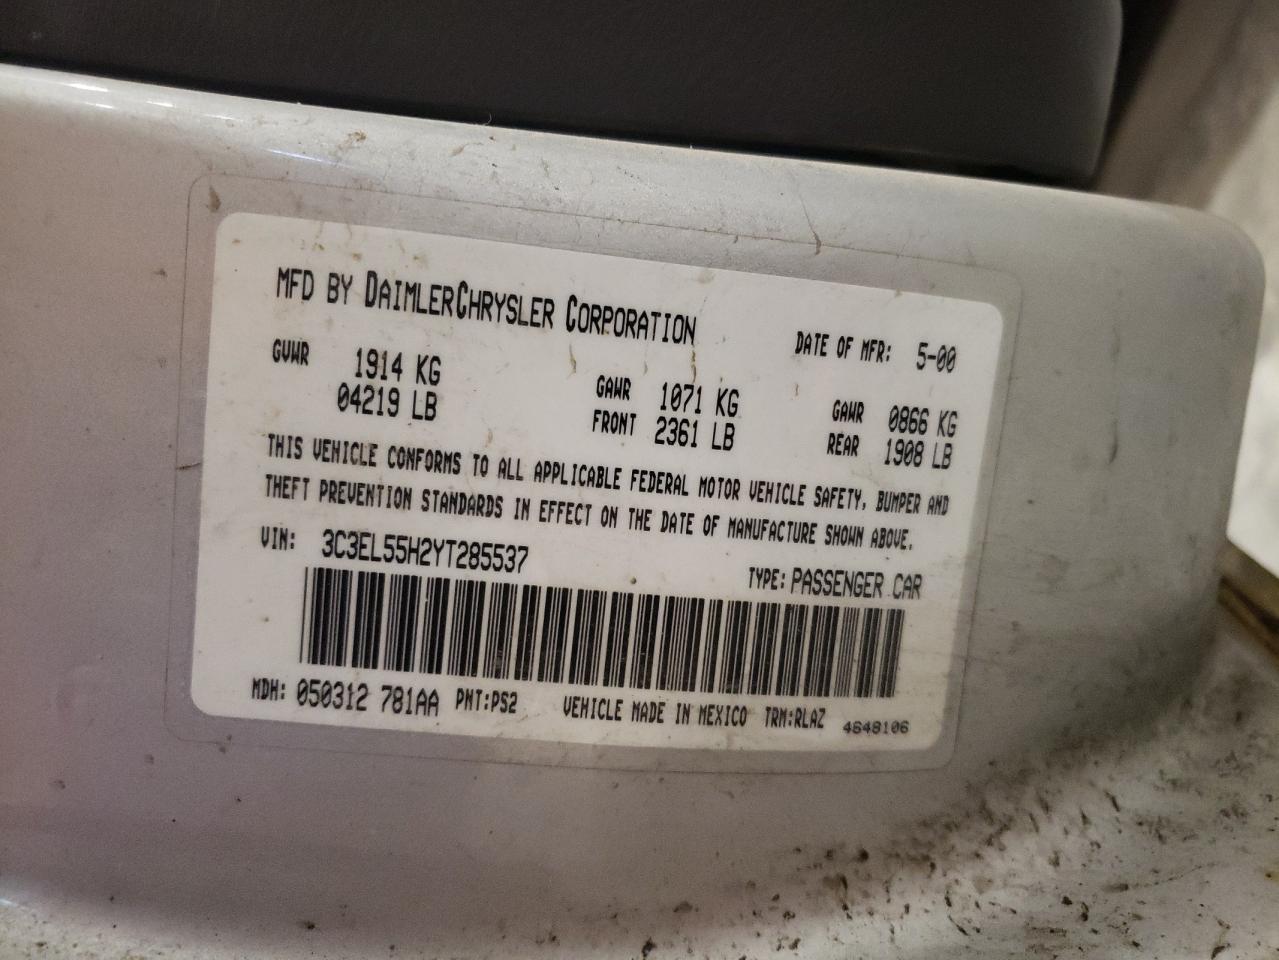 MFD BY DAIMLERCHRYSLER CORPORATION DATE OF MFR: 5-00
GVWR 1914 KG GAWR 1071 KG GAWR 0866 KG
04219 LB FRONT 2361 LB REAR 1908 LB
THIS VEHICLE CONFORMS TO ALL APPLICABLE FEDERAL MOTOR VEHICLE SAFETY, BUMPER AND
THEFT PREVENTION STANDARDS IN EFFECT ON THE DATE OF MANUFACTURE SHOWN ABOVE.
VIN: 3C3EL55H2YT285537 TYPE: PASSENGER CAR
MDH: 050312 781AA PNT:PS2 VEHICLE MADE IN MEXICO TRM:RLAZ 4648106